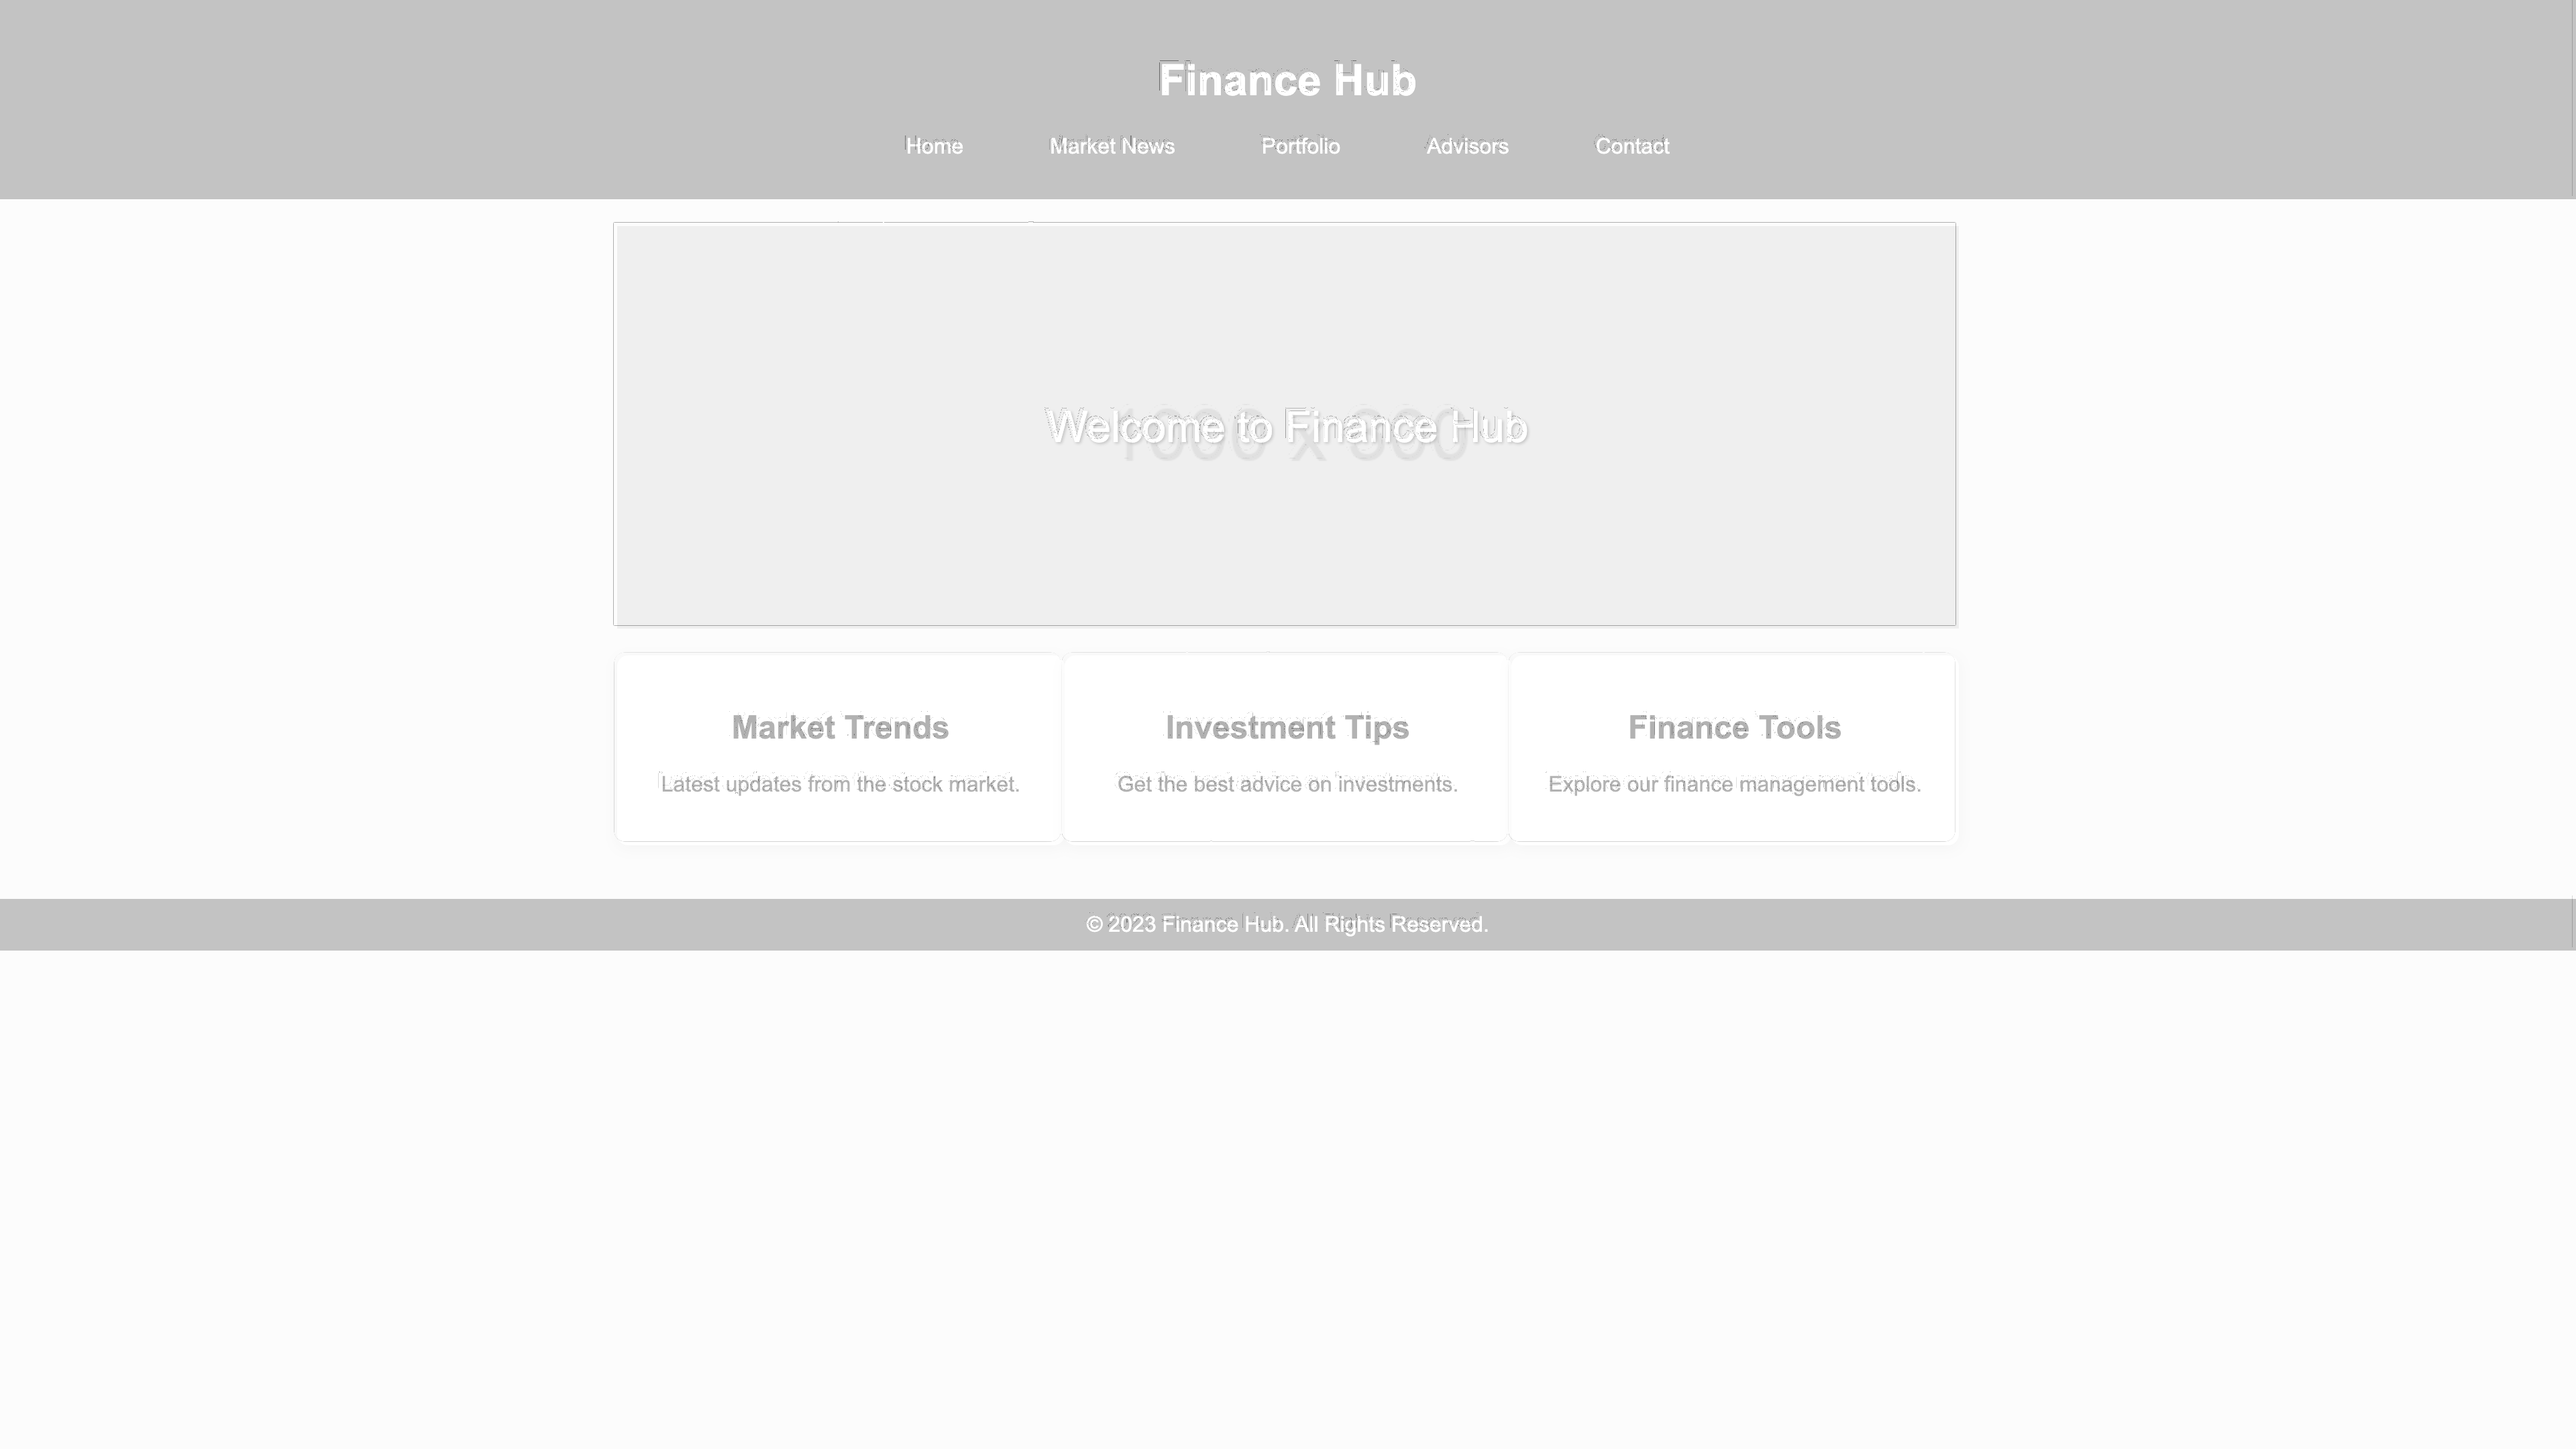 Finance Hub
Home Market News Portfolio Advisors Contact
Welcome to Finance Hub
Market Trends Investment Tips Finance Tools
Latest updates from the stock market. Get the best advice on investments. Explore our finance management tools.
© 2023 Finance Hub. All Rights Reserved.